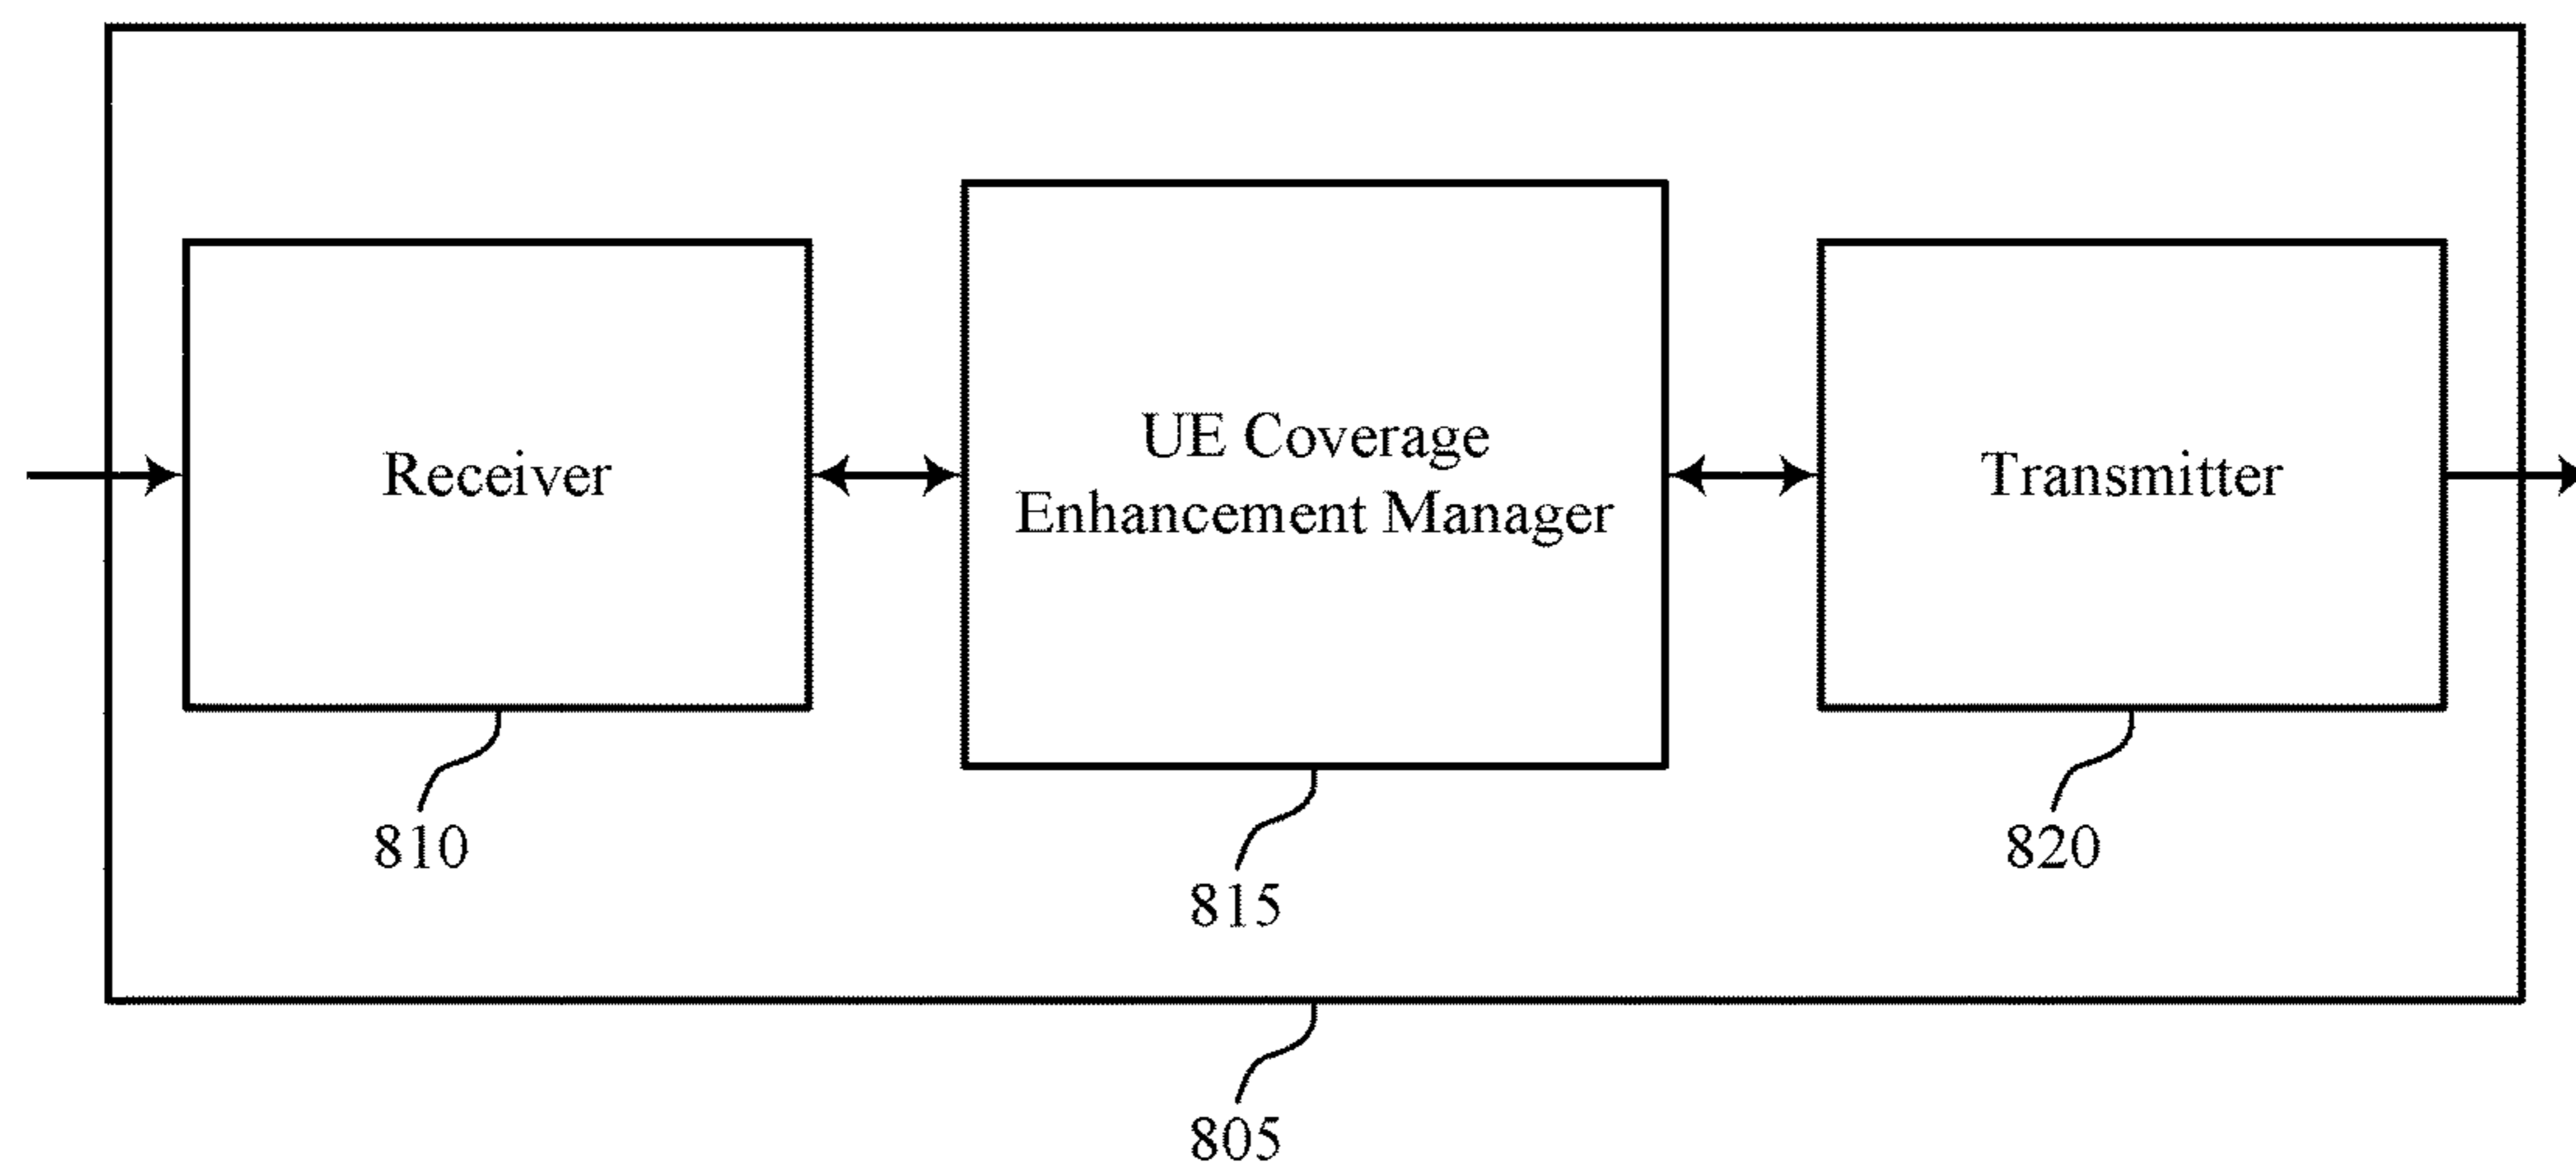 Receiver
UE Coverage
Enhancement Manager
Transmitter
810
815
820
805